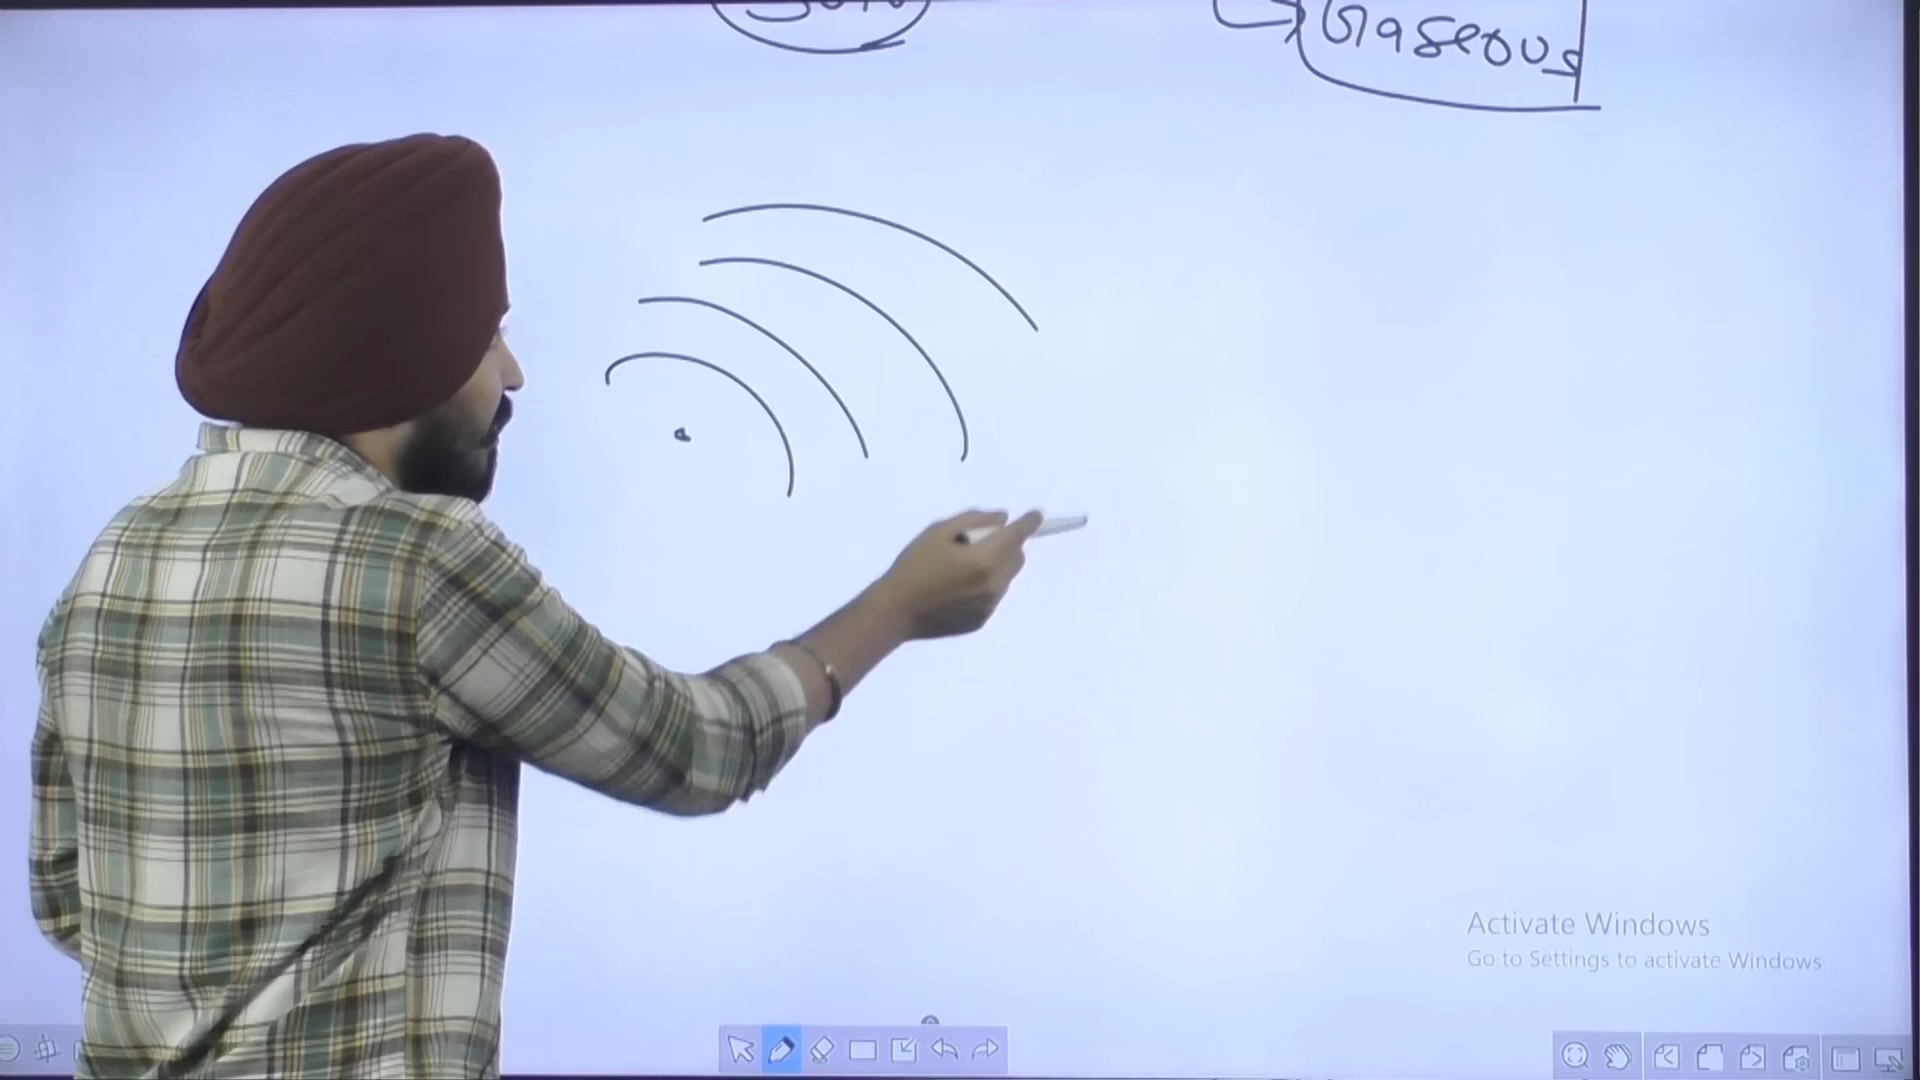 Gaseous
Activate Windows
Go to Settings to activate Windows